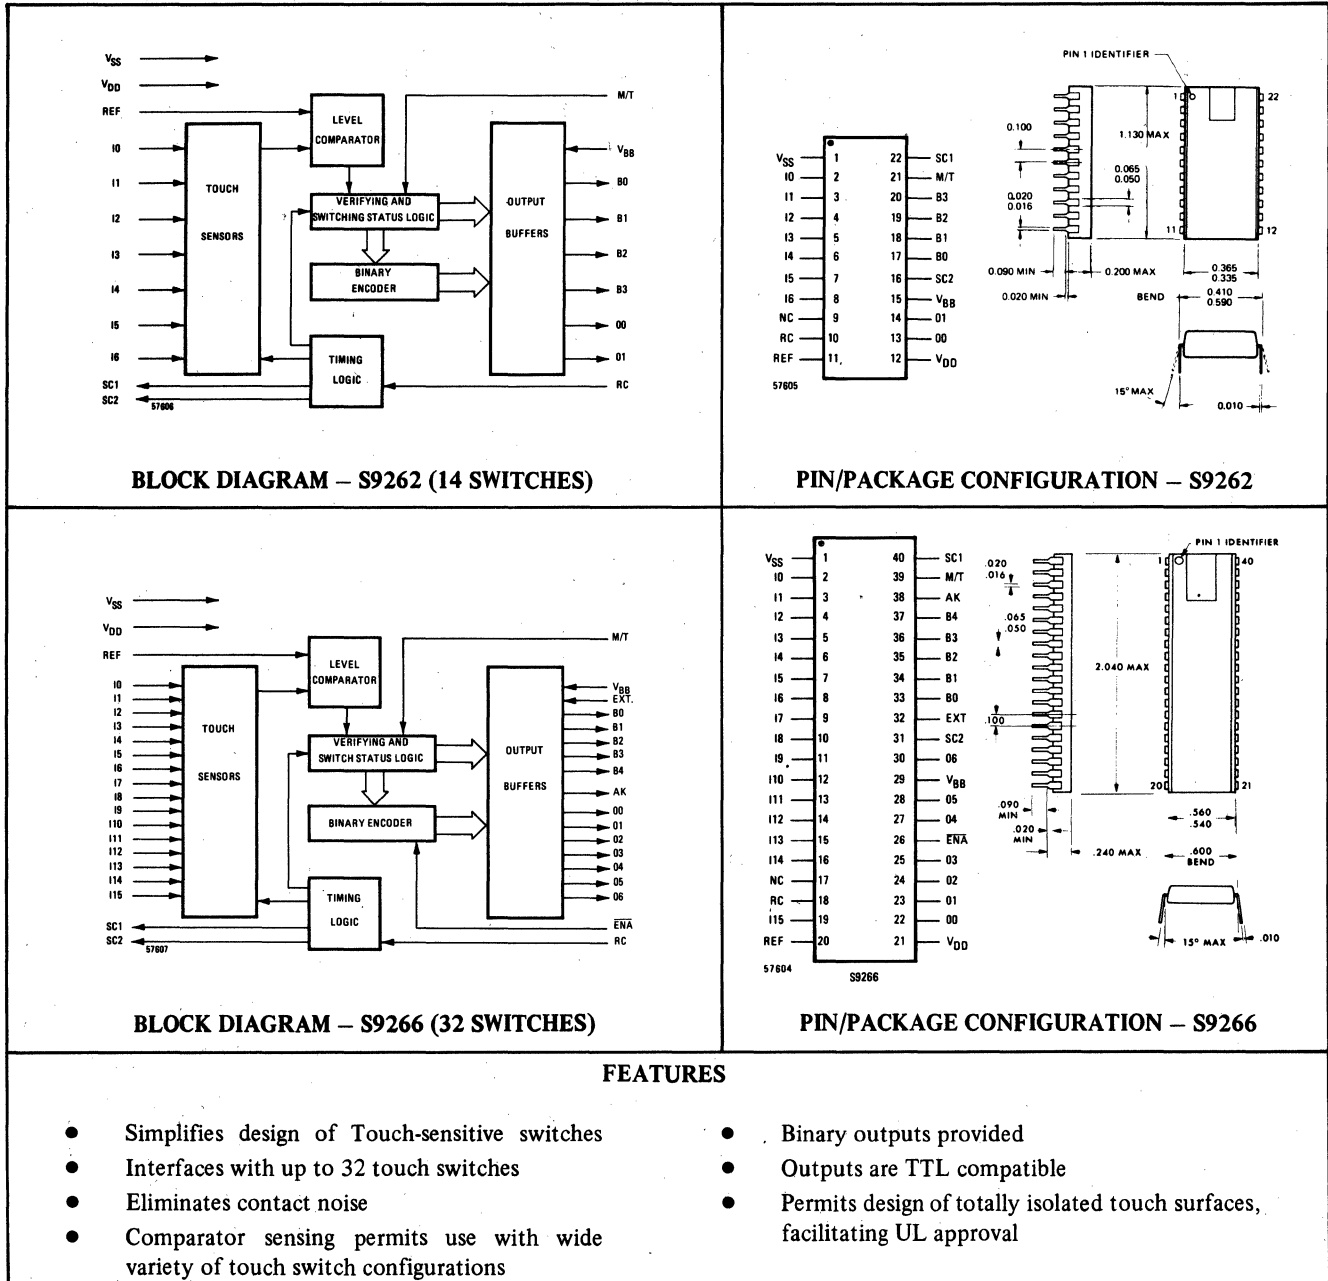 VSS
VDD
REF
I0
I1
I2
I3
I4
I5
I6
SC1
SC2
57606
TOUCH
SENSORS
LEVEL
COMPARATOR
VERIFYING AND
SWITCHING STATUS LOGIC
BINARY
ENCODER
TIMING
LOGIC
OUTPUT
BUFFERS
M/T
VBB
B0
B1
B2
B3
00
01
RC
BLOCK DIAGRAM – S9262 (14 SWITCHES)
VSS 1 22 SC1
I0 2 21 M/T
I1 3 20 B3
I2 4 19 B2
I3 5 18 B1
I4 6 17 B0
I5 7 16 SC2
I6 8 15 VBB
NC 9 14 01
RC 10 13 00
REF 11 12 VDD
57605
PIN 1 IDENTIFIER
1 22
11 12
0.100
1.130 MAX
0.065
0.050
0.020
0.016
0.090 MIN
0.200 MAX
0.020 MIN
0.365
0.335
BEND
0.410
0.590
15° MAX
0.010
PIN/PACKAGE CONFIGURATION – S9262
VSS
VDD
REF
I0
I1
I2
I3
I4
I5
I6
I7
I8
I9
I10
I11
I12
I13
I14
I15
SC1
SC2
57607
TOUCH
SENSORS
LEVEL
COMPARATOR
VERIFYING AND
SWITCH STATUS LOGIC
BINARY ENCODER
TIMING
LOGIC
OUTPUT
BUFFERS
M/T
VBB
EXT.
B0
B1
B2
B3
B4
AK
00
01
02
03
04
05
06
ENA
RC
BLOCK DIAGRAM – S9266 (32 SWITCHES)
VSS 1 40 SC1
I0 2 39 M/T
I1 3 38 AK
I2 4 37 B4
I3 5 36 B3
I4 6 35 B2
I5 7 34 B1
I6 8 33 B0
I7 9 32 EXT
I8 10 31 SC2
I9 11 30 06
I10 12 29 VBB
I11 13 28 05
I12 14 27 04
I13 15 26 ENA
I14 16 25 03
NC 17 24 02
RC 18 23 01
I15 19 22 00
REF 20 21 VDD
57604
S9266
PIN 1 IDENTIFIER
1 40
20 21
.020
.016
.065
.050
2.040 MAX
.100
.090
MIN
.020
MIN
.240 MAX
.560
.540
.600
BEND
15° MAX
.010
PIN/PACKAGE CONFIGURATION – S9266
FEATURES
● Simplifies design of Touch-sensitive switches
● Interfaces with up to 32 touch switches
● Eliminates contact noise
● Comparator sensing permits use with wide
variety of touch switch configurations
● Binary outputs provided
● Outputs are TTL compatible
● Permits design of totally isolated touch surfaces,
facilitating UL approval